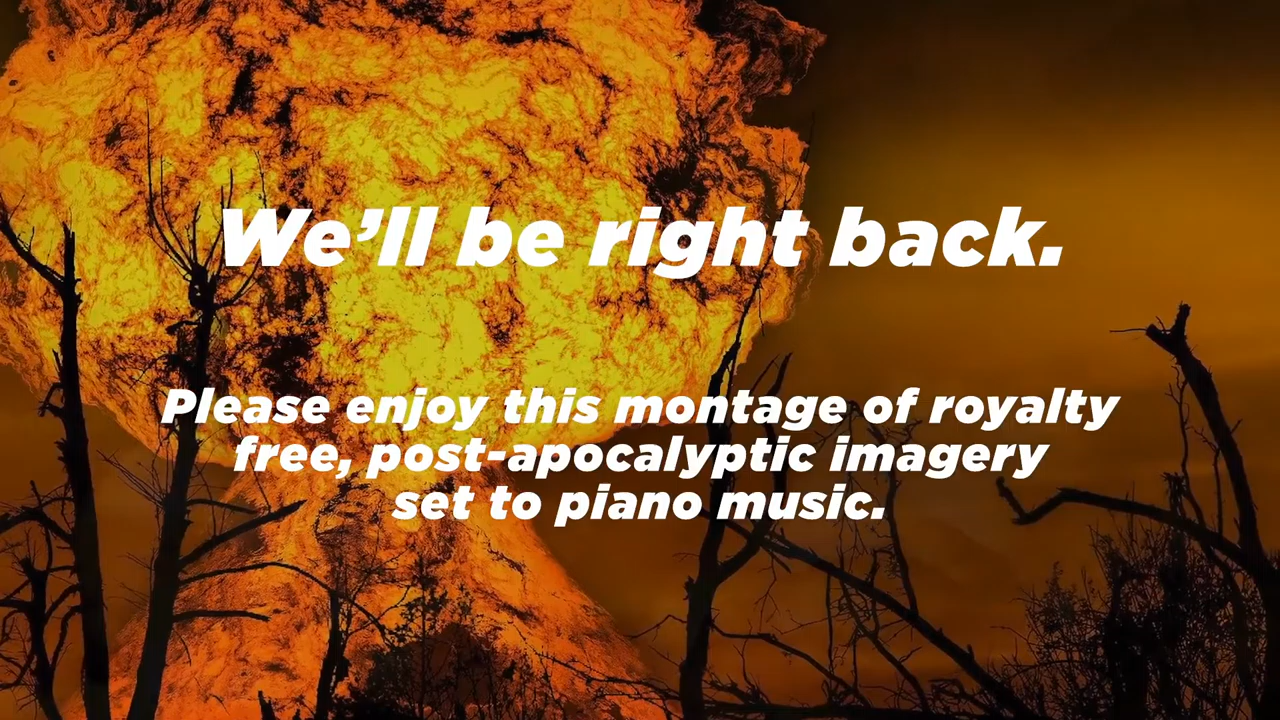 We’ll be right back.
Please enjoy this montage of royalty
free, post-apocalyptic imagery
set to piano music.